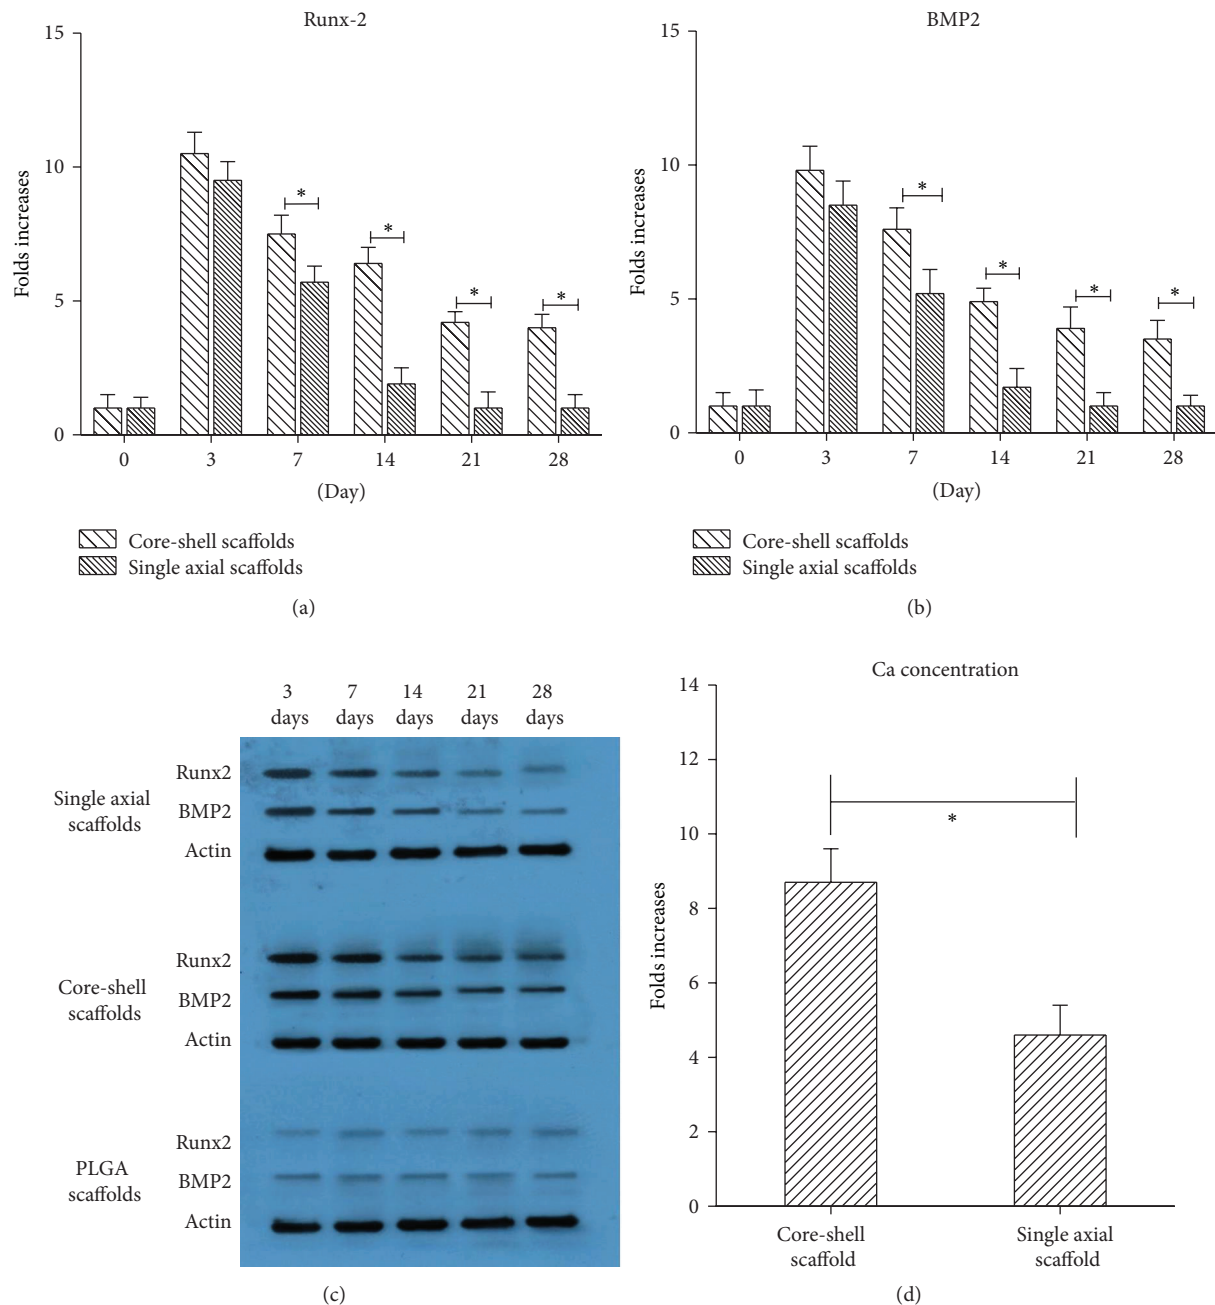 Runx-2
15
10
5
0
Folds increases
*
*
*
*
0 3 7 14 21 28
(Day)
Core-shell scaffolds
Single axial scaffolds
(a)
BMP2
15
10
5
0
Folds increases
*
*
*
*
0 3 7 14 21 28
(Day)
Core-shell scaffolds
Single axial scaffolds
(b)
3 7 14 21 28
days days days days days
Single axial
scaffolds
Runx2
BMP2
Actin
Core-shell
scaffolds
Runx2
BMP2
Actin
PLGA
scaffolds
Runx2
BMP2
Actin
(c)
Ca concentration
14
12
10
8
6
4
2
0
Folds increases
*
Core-shell
scaffold
Single axial
scaffold
(d)